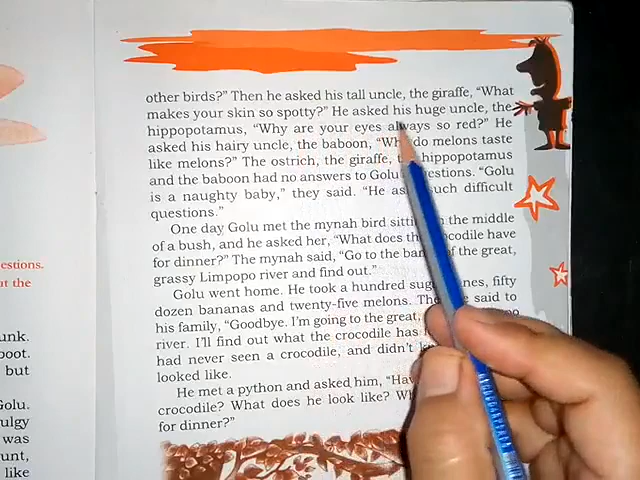 estions.
at the
unk.
oot.
but
Golu.
ulgy
was
unt,
like
other birds?" Then he asked his tall uncle, the giraffe, "What
makes your skin so spotty?" He asked his huge uncle, the
hippopotamus, "Why are your eyes always so red?" He
asked his hairy uncle, the baboon, "Why do melons taste
like melons?" The ostrich, the giraffe, the hippopotamus
and the baboon had no answers to Golu's questions. "Golu
is a naughty baby," they said. "He asks such difficult
questions."
One day Golu met the mynah bird sitting in the middle
of a bush, and he asked her, "What does the crocodile have
for dinner?" The mynah said, "Go to the bank of the great,
grassy Limpopo river and find out."
Golu went home. He took a hundred sugarcanes, fifty
dozen bananas and twenty-five melons. Then he said to
his family, "Goodbye. I'm going to the great,
river. I'll find out what the crocodile has
had never seen a crocodile, and didn't
looked like.
He met a python and asked him,
crocodile? What does he look like?
for dinner?"